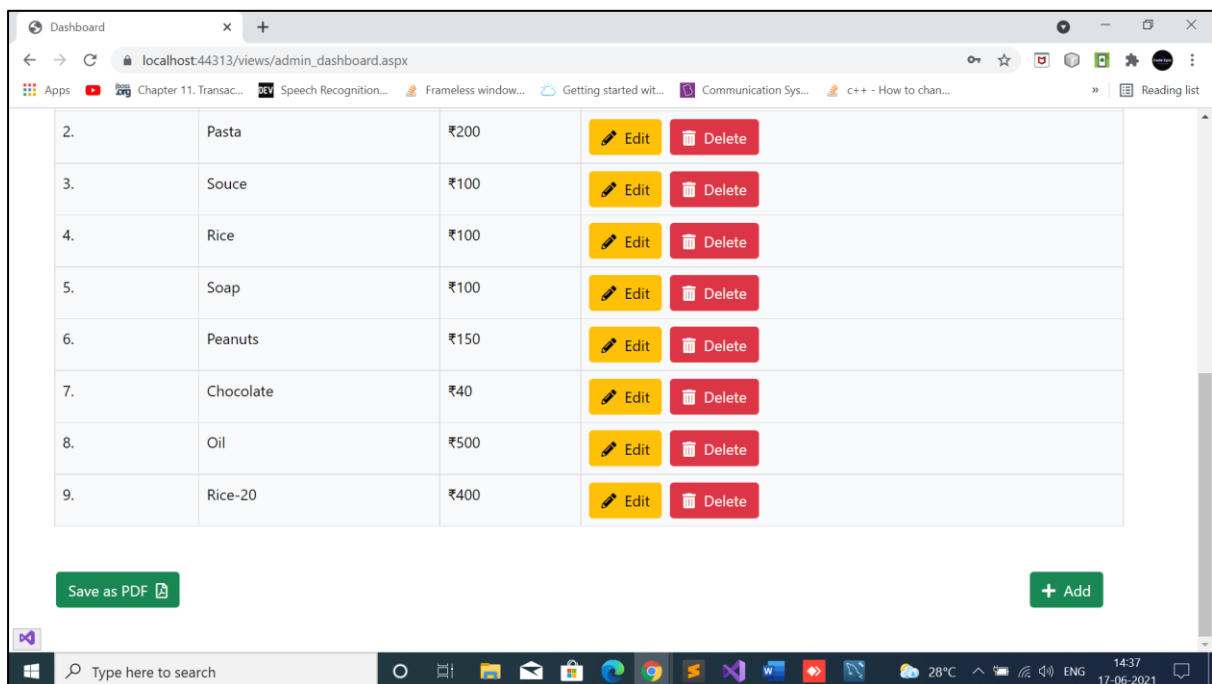 Dashboard
localhost:44313/views/admin_dashboard.aspx
Apps Chapter 11. Transac... DEV Speech Recognition... Frameless window... Getting started wit... Communication Sys... c++ - How to chan... » Reading list
2. Pasta ₹200 Edit Delete
3. Souce ₹100 Edit Delete
4. Rice ₹100 Edit Delete
5. Soap ₹100 Edit Delete
6. Peanuts ₹150 Edit Delete
7. Chocolate ₹40 Edit Delete
8. Oil ₹500 Edit Delete
9. Rice-20 ₹400 Edit Delete
Save as PDF + Add
Type here to search 28°C ENG 14:37
17-06-2021